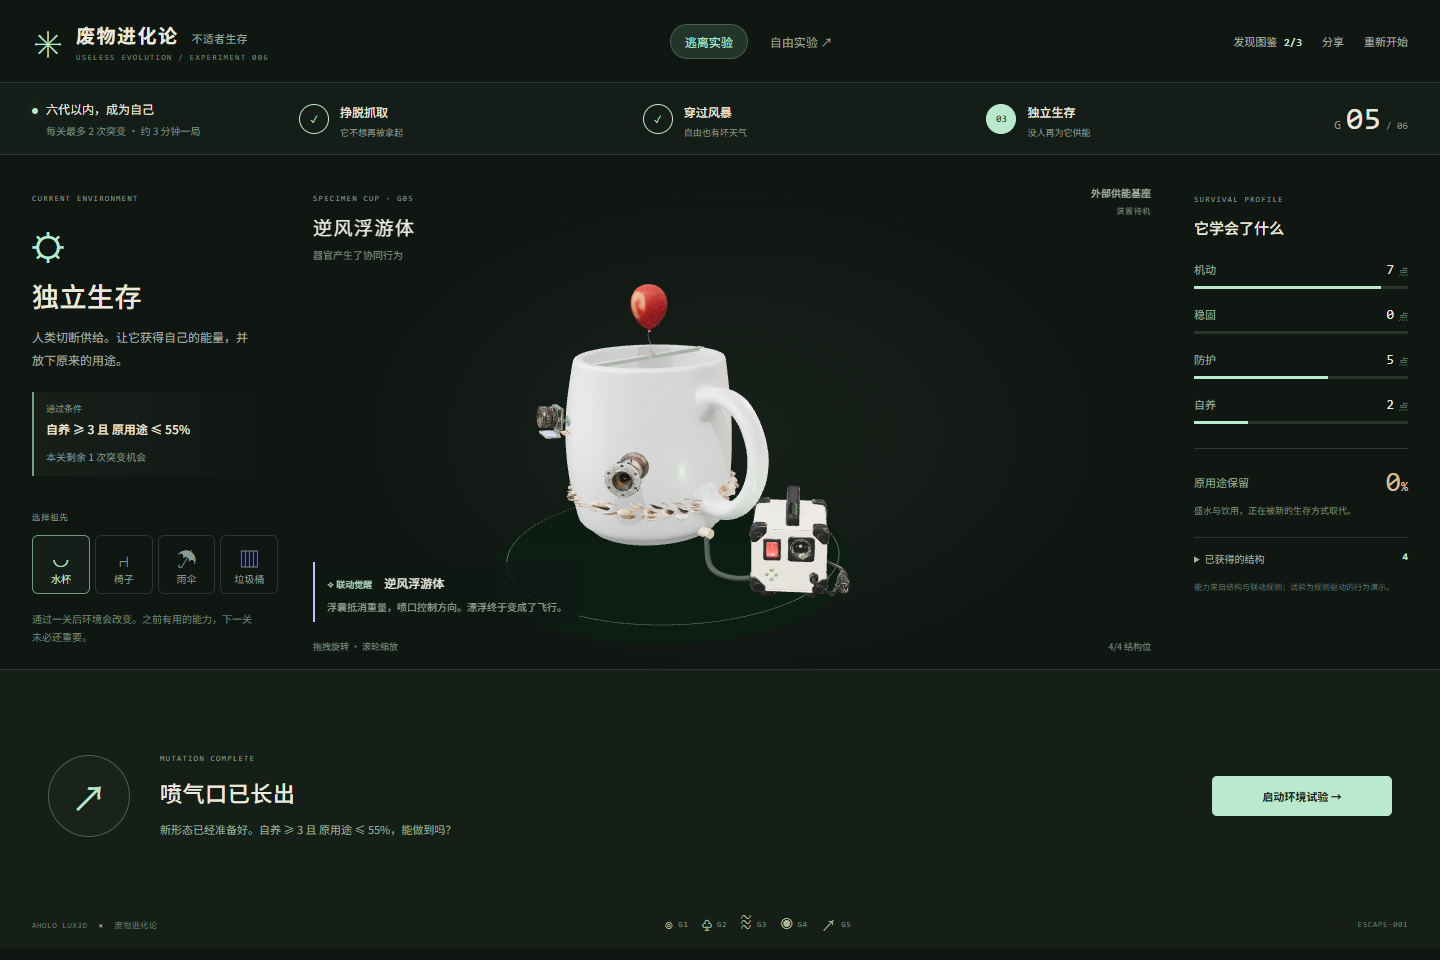 废物进化论 不适者生存
USELESS EVOLUTION / EXPERIMENT 006
逃离实验
自由实验 ↗
发现图鉴 2/3
分享
重新开始
六代以内，成为自己
每关最多 2 次突变 · 约 3 分钟一局
✓
挣脱抓取
它不想再被拿起
✓
穿过风暴
自由也有坏天气
03
独立生存
没人再为它供能
G 05 / 06
CURRENT ENVIRONMENT
独立生存
人类切断供给。让它获得自己的能量，并
放下原来的用途。
通过条件
自养 ≥ 3 且 原用途 ≤ 55%
本关剩余 1 次突变机会
选择祖先
水杯
椅子
雨伞
垃圾桶
通过一关后环境会改变。之前有用的能力，下一关
未必还重要。
SPECIMEN CUP · G05
逆风浮游体
器官产生了协同行为
外部供能基座
装置待机
联动觉醒 逆风浮游体
浮囊抵消重量，喷口控制方向。漂浮终于变成了飞行。
拖拽旋转 · 滚轮缩放
4/4 结构位
SURVIVAL PROFILE
它学会了什么
机动 7 点
稳固 0 点
防护 5 点
自养 2 点
原用途保留 0%
盛水与饮用，正在被新的生存方式取代。
▶ 已获得的结构 4
能力来自结构与联动规则；试验为规则驱动的行为演示。
MUTATION COMPLETE
喷气口已长出
新形态已经准备好。自养 ≥ 3 且 原用途 ≤ 55%，能做到吗？
启动环境试验 →
AHOLO LUX3D × 废物进化论
G1 G2 G3 G4 G5
ESCAPE-001